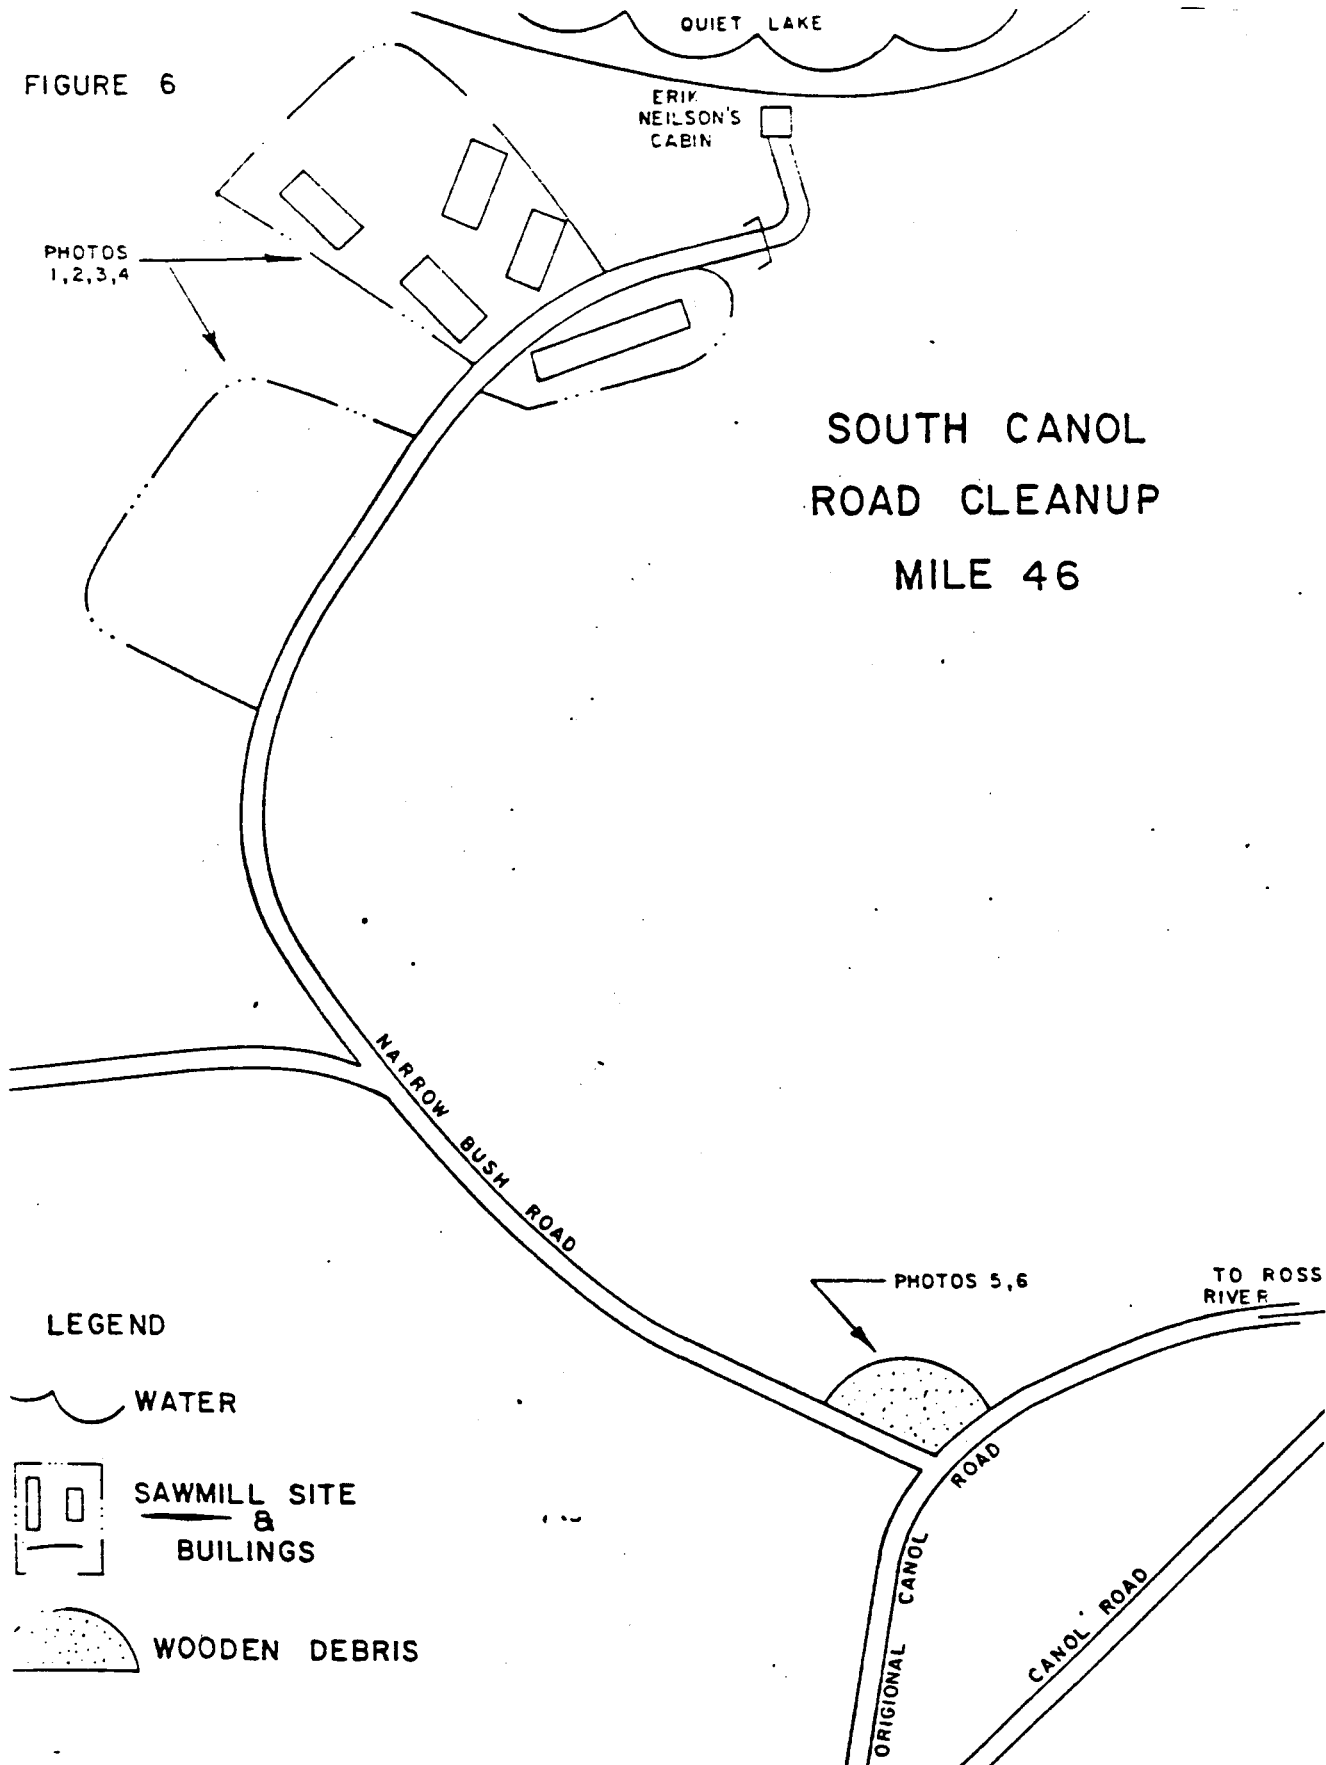 QUIET LAKE
FIGURE 6
ERIK
NEILSON'S
CABIN
PHOTOS
1,2,3,4
SOUTH CANOL
ROAD CLEANUP
MILE 46
NARROW BUSH ROAD
PHOTOS 5,6
TO ROSS
RIVER
LEGEND
WATER
SAWMILL SITE
&
BUILINGS
WOODEN DEBRIS
ORIGIONAL CANOL ROAD
CANOL ROAD